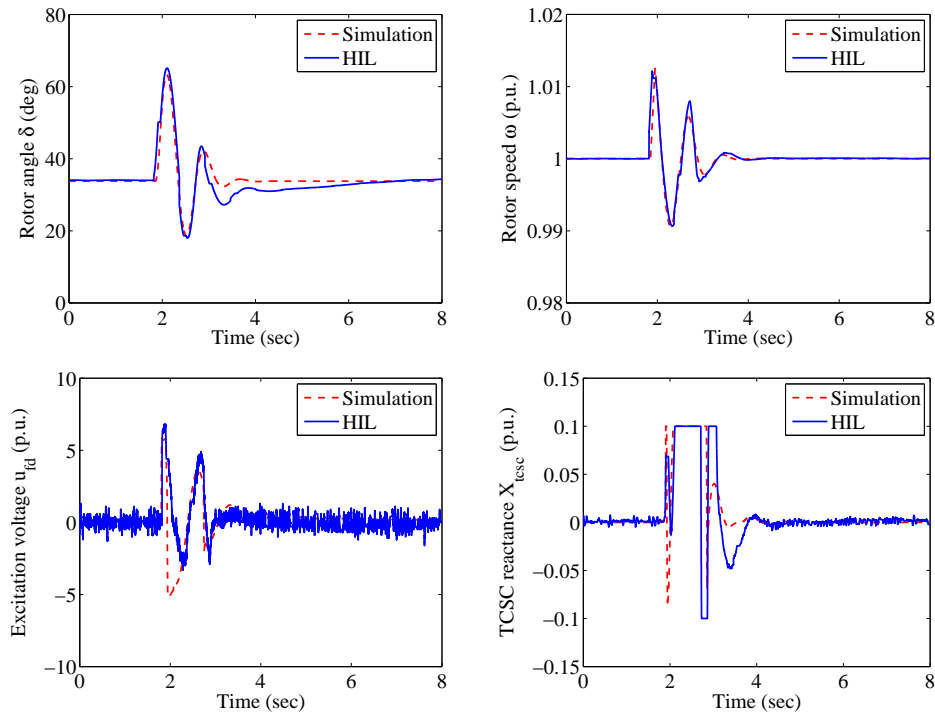 80
60
40
20
0
0 2 4 6 8
Time (sec)
Rotor angle δ (deg)
Simulation
HIL
1.02
1.01
1
0.99
0.98
0 2 4 6 8
Time (sec)
Rotor speed ω (p.u.)
Simulation
HIL
10
5
0
−5
−10
0 2 4 6 8
Time (sec)
Excitation voltage u_fd (p.u.)
Simulation
HIL
0.15
0.1
0.05
0
−0.05
−0.1
−0.15
0 2 4 6 8
Time (sec)
TCSC reactance X_tcsc (p.u.)
Simulation
HIL